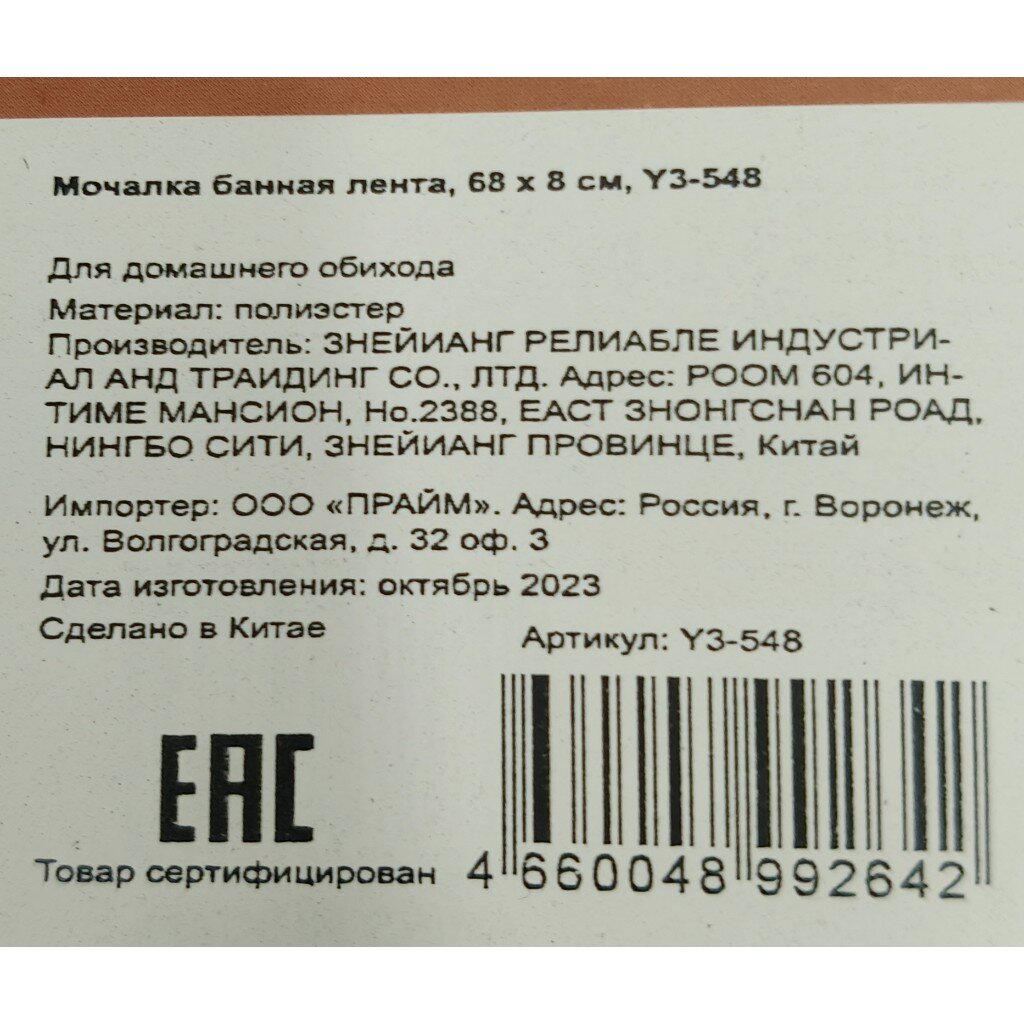 Мочалка банная лента, 68 х 8 см, Y3-548
Для домашнего обихода
Материал: полиэстер
Производитель: ЗНЕЙИАНГ РЕЛИАБЛЕ ИНДУСТРИ-
АЛ АНД ТРАИДИНГ СО., ЛТД. Адрес: РООМ 604, ИН-
ТИМЕ МАНСИОН, Но.2388, ЕАСТ ЗНОНГСНАН РОАД,
НИНГБО СИТИ, ЗНЕЙИАНГ ПРОВИНЦЕ, Китай
Импортер: ООО «ПРАЙМ». Адрес: Россия, г. Воронеж,
ул. Волгоградская, д. 32 оф. 3
Дата изготовления: октябрь 2023
Сделано в Китае
Артикул: Y3-548
ЕАС
Товар сертифицирован
4 660048 992642